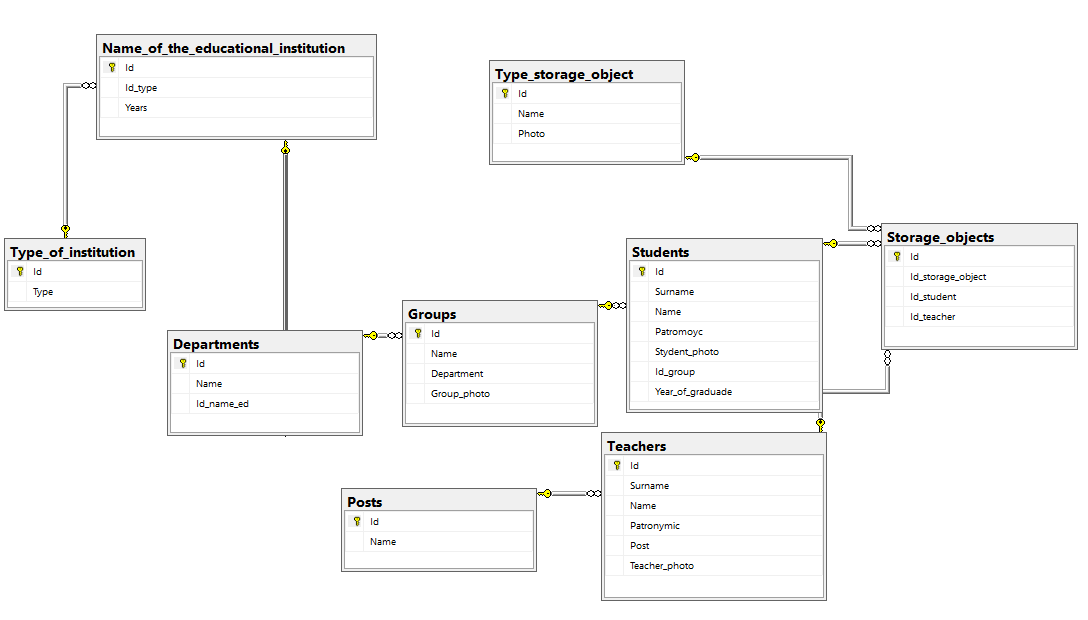 Name_of_the_educational_institution
Id
Id_type
Years
Type_storage_object
Id
Name
Photo
Type_of_institution
Id
Type
Storage_objects
Id
Id_storage_object
Id_student
Id_teacher
Students
Id
Surname
Name
Patromoyc
Stydent_photo
Id_group
Year_of_graduade
Groups
Id
Name
Department
Group_photo
Departments
Id
Name
Id_name_ed
Teachers
Id
Surname
Name
Patronymic
Post
Teacher_photo
Posts
Id
Name